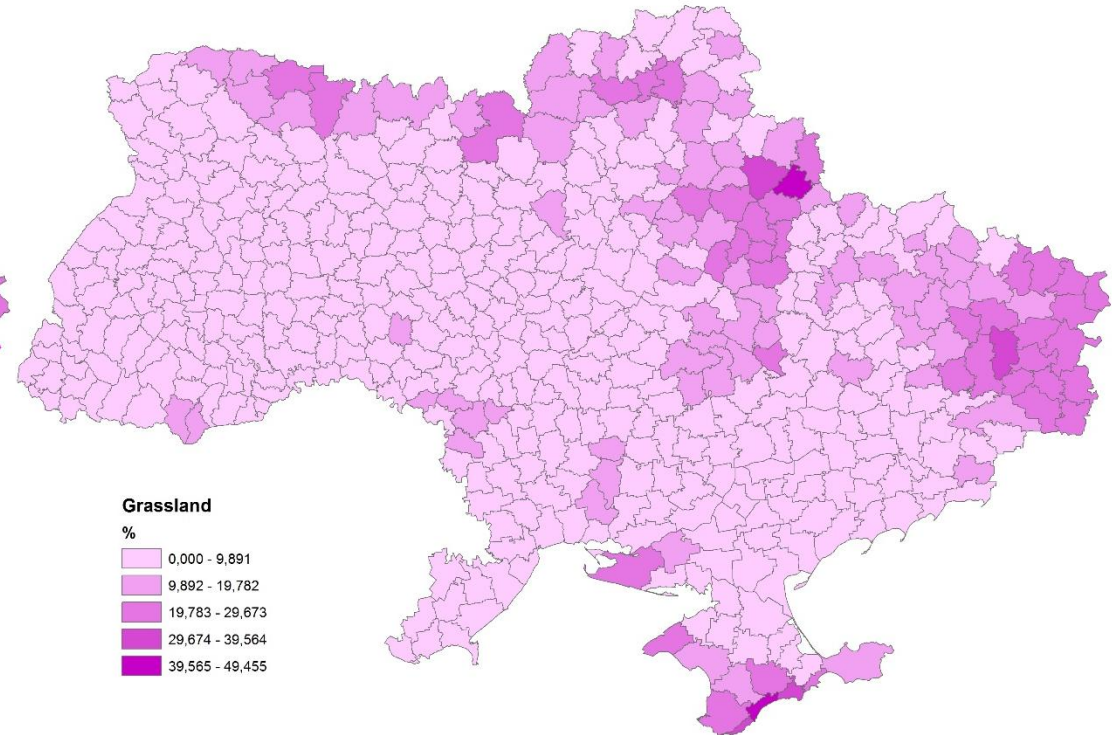 Grassland
%
0,000 - 9,891
9,892 - 19,782
19,783 - 29,673
29,674 - 39,564
39,565 - 49,455